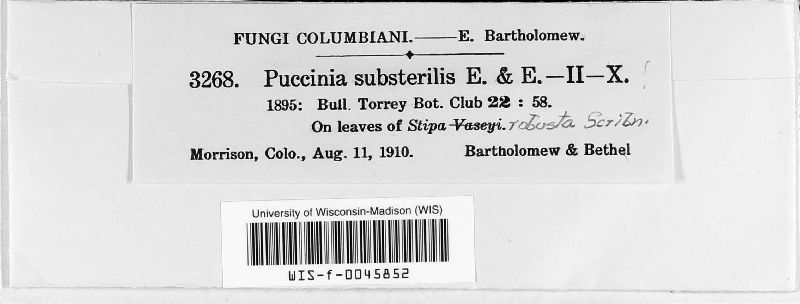 FUNGI COLUMBIANI.——E. Bartholomew.
3268. Puccinia substerilis E. & E.—II—X. !
1895: Bull. Torrey Bot. Club 22 : 58.
On leaves of Stipa Vaseyi. robusta Scribn.
Morrison, Colo., Aug. 11, 1910. Bartholomew & Bethel
University of Wisconsin-Madison (WIS)
WIS-f-0045852